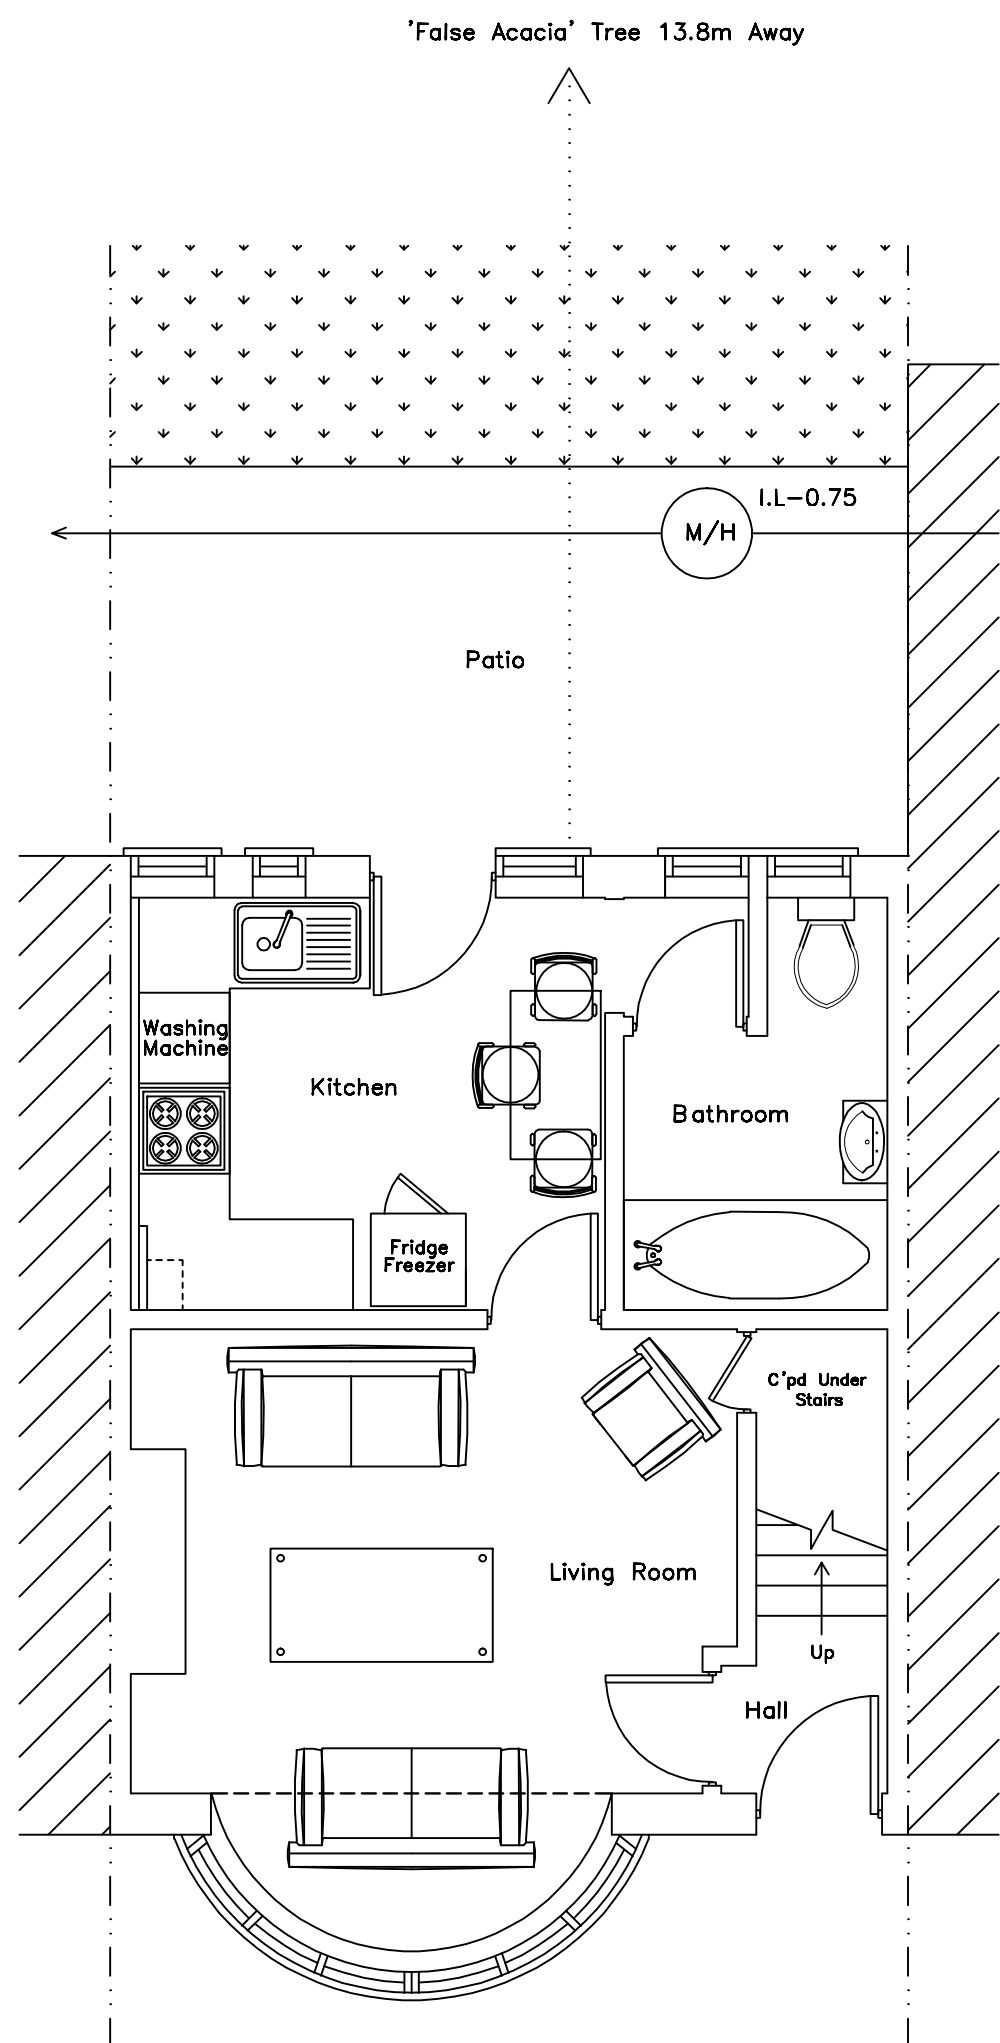 'False Acacia' Tree 13.8m Away
I.L-0.75
M/H
Patio
Washing
Machine
Kitchen
Bathroom
Fridge
Freezer
C'pd Under
Stairs
Living Room
Up
Hall